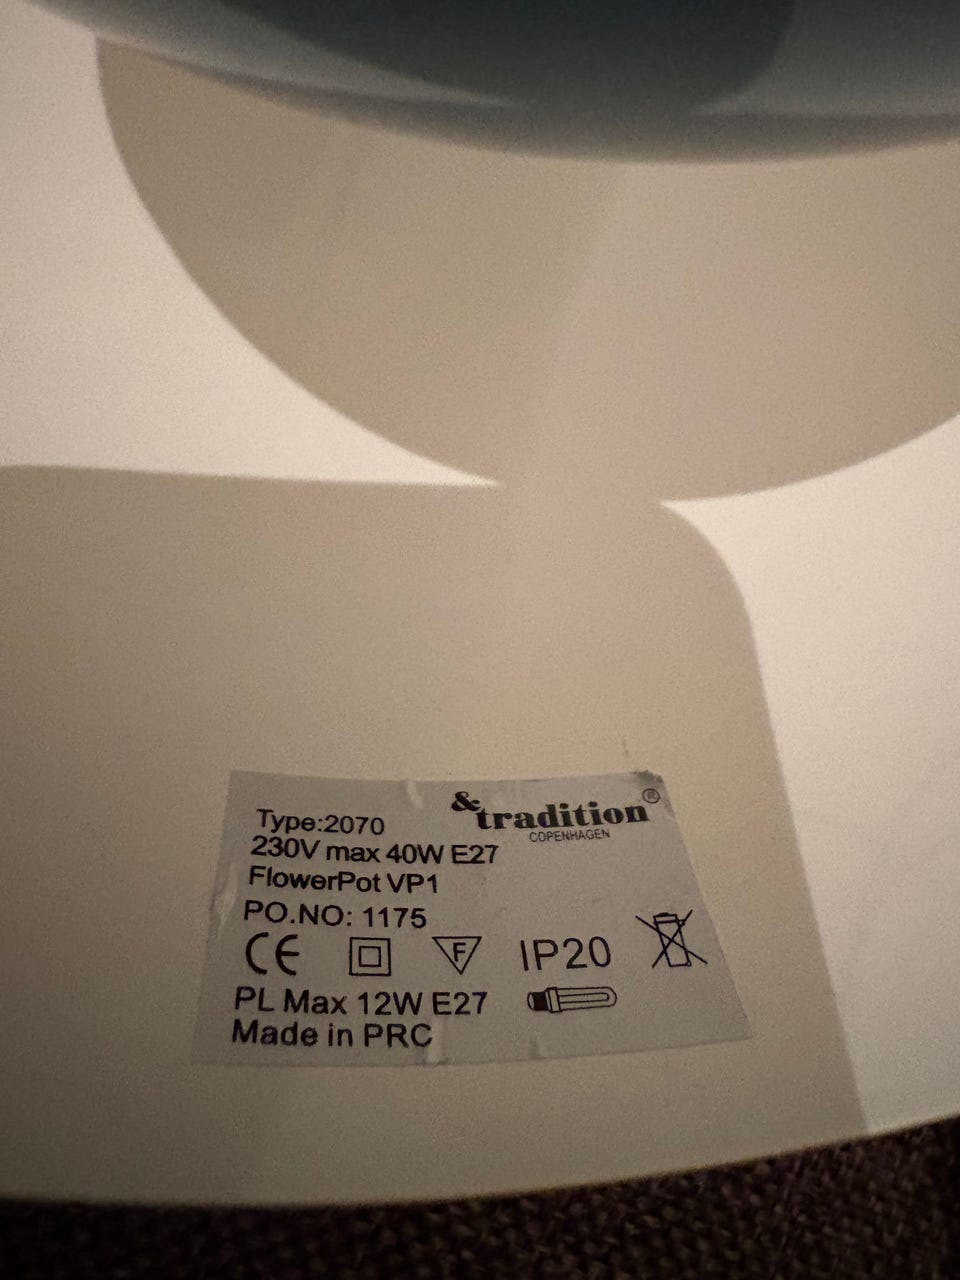 &tradition®
COPENHAGEN
Type:2070
230V max 40W E27
FlowerPot VP1
PO.NO: 1175
CE F IP20
PL Max 12W E27
Made in PRC